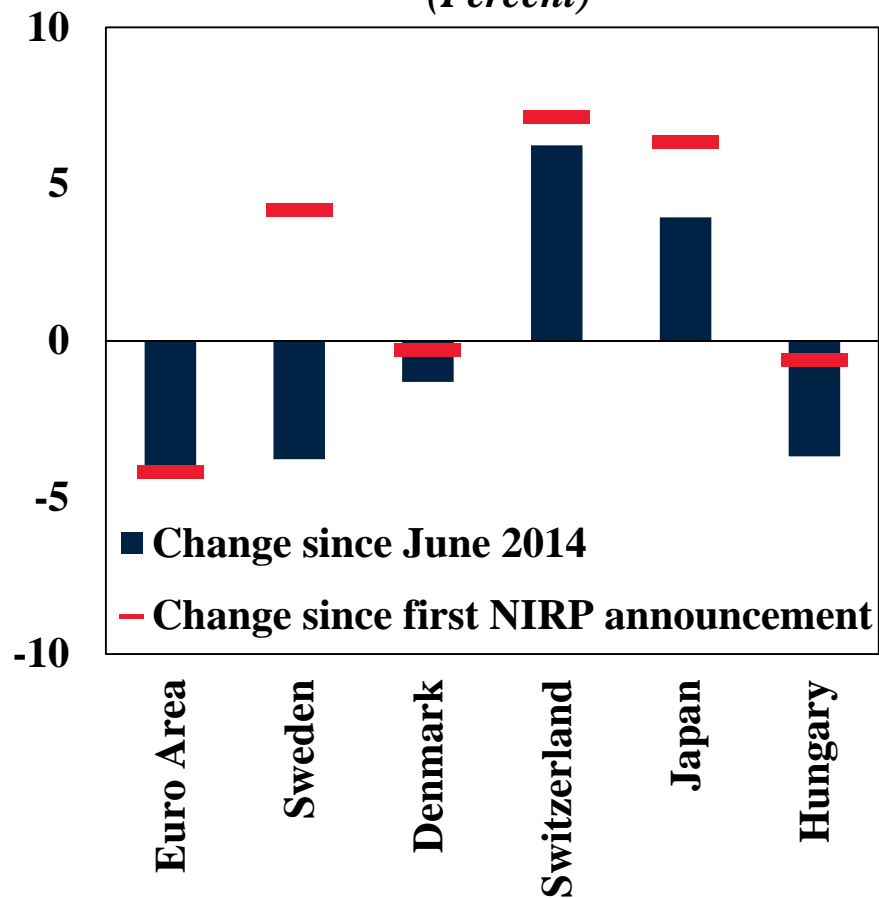 (Percent)
10
5
0
-5
-10
Change since June 2014
Change since first NIRP announcement
Euro Area
Sweden
Denmark
Switzerland
Japan
Hungary